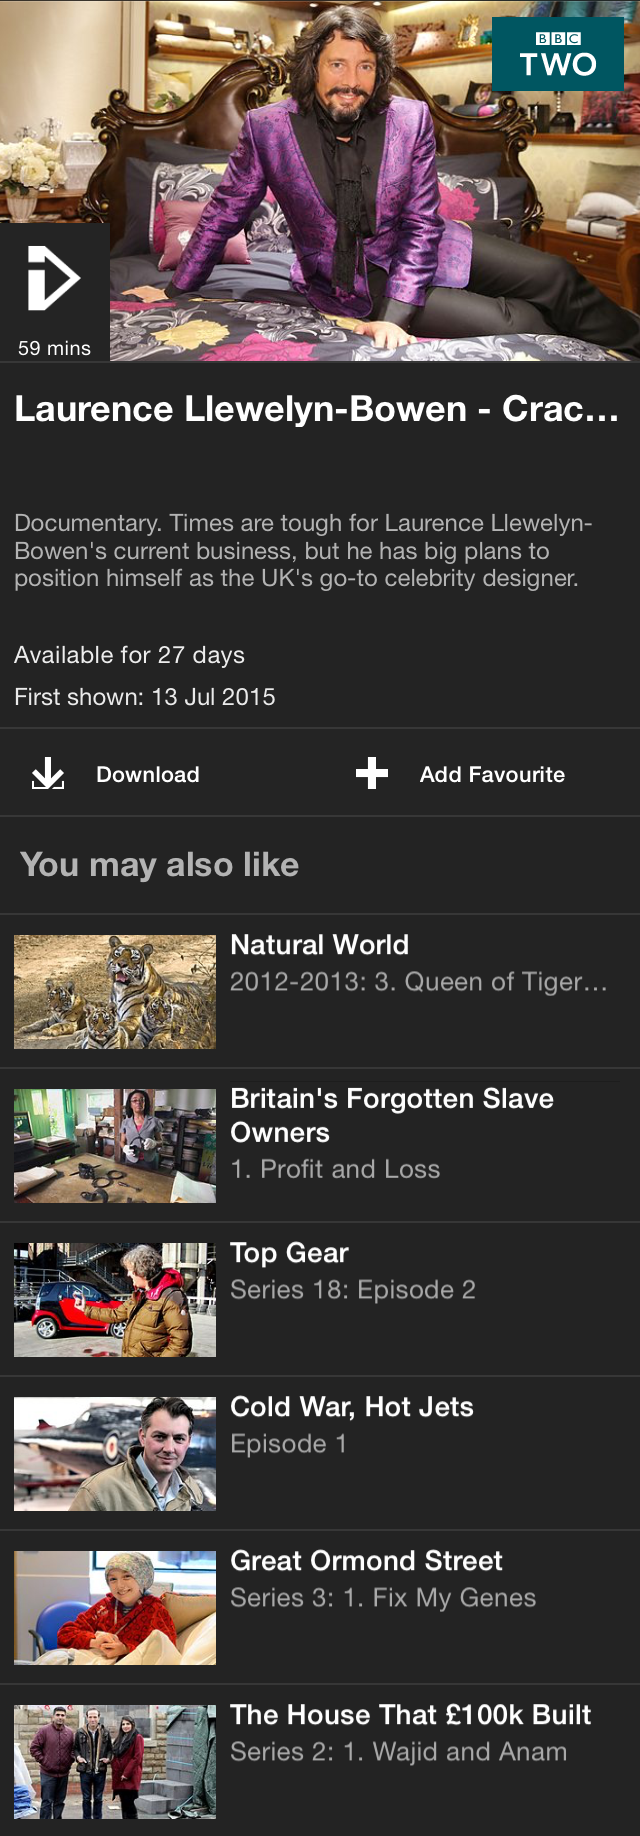 BBC
TWO
59 mins
Laurence Llewelyn-Bowen - Crac...
Documentary. Times are tough for Laurence Llewelyn-
Bowen's current business, but he has big plans to
position himself as the UK's go-to celebrity designer.
Available for 27 days
First shown: 13 Jul 2015
Download
Add Favourite
You may also like
Natural World
2012-2013: 3. Queen of Tiger...
Britain's Forgotten Slave
Owners
1. Profit and Loss
Top Gear
Series 18: Episode 2
Cold War, Hot Jets
Episode 1
Great Ormond Street
Series 3: 1. Fix My Genes
The House That £100k Built
Series 2: 1. Wajid and Anam